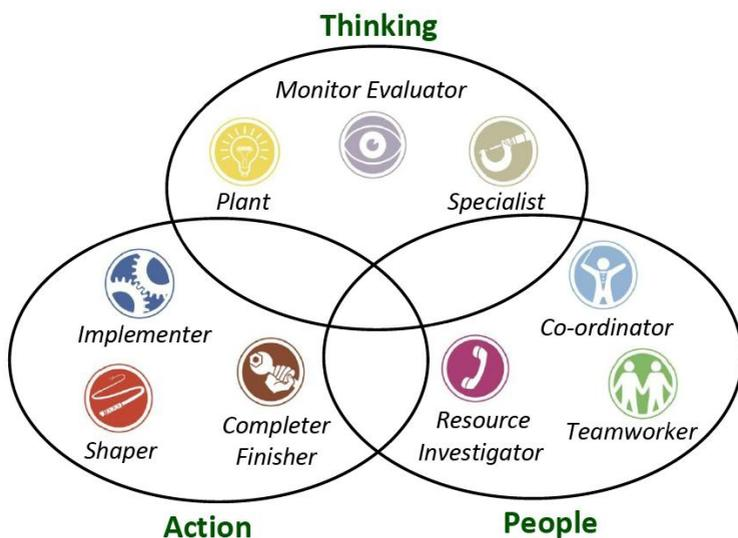 Thinking
Monitor Evaluator
Plant
Specialist
Implementer
Co-ordinator
Shaper
Completer
Finisher
Resource
Investigator
Teamworker
Action
People